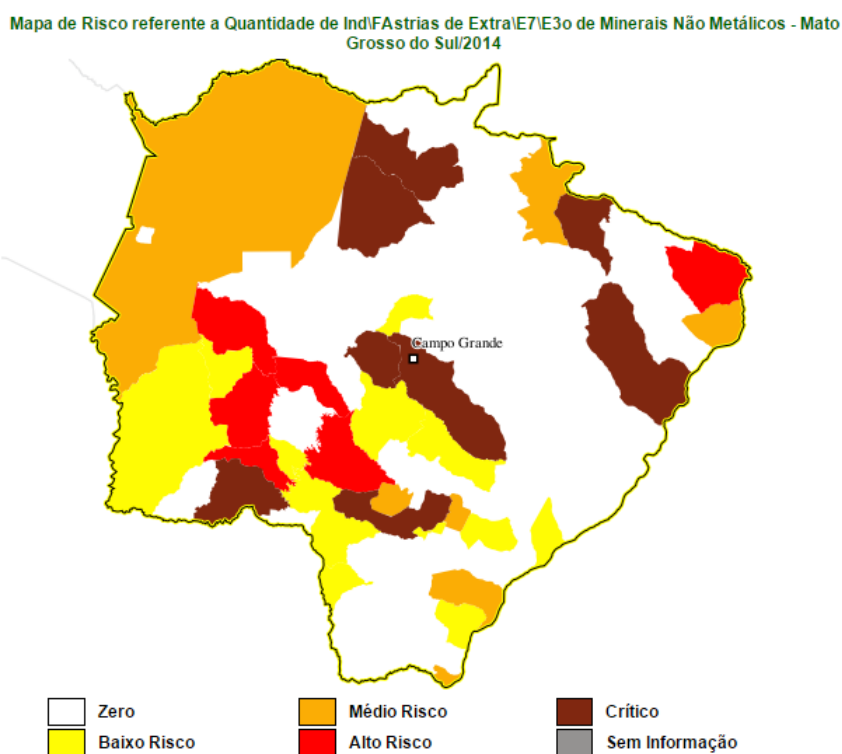 Mapa de Risco referente a Quantidade de Ind\FAstrias de Extra\E7\E3o de Minerais Não Metálicos - Mato
Grosso do Sul/2014
Campo Grande
Zero
Médio Risco
Crítico
Baixo Risco
Alto Risco
Sem Informação